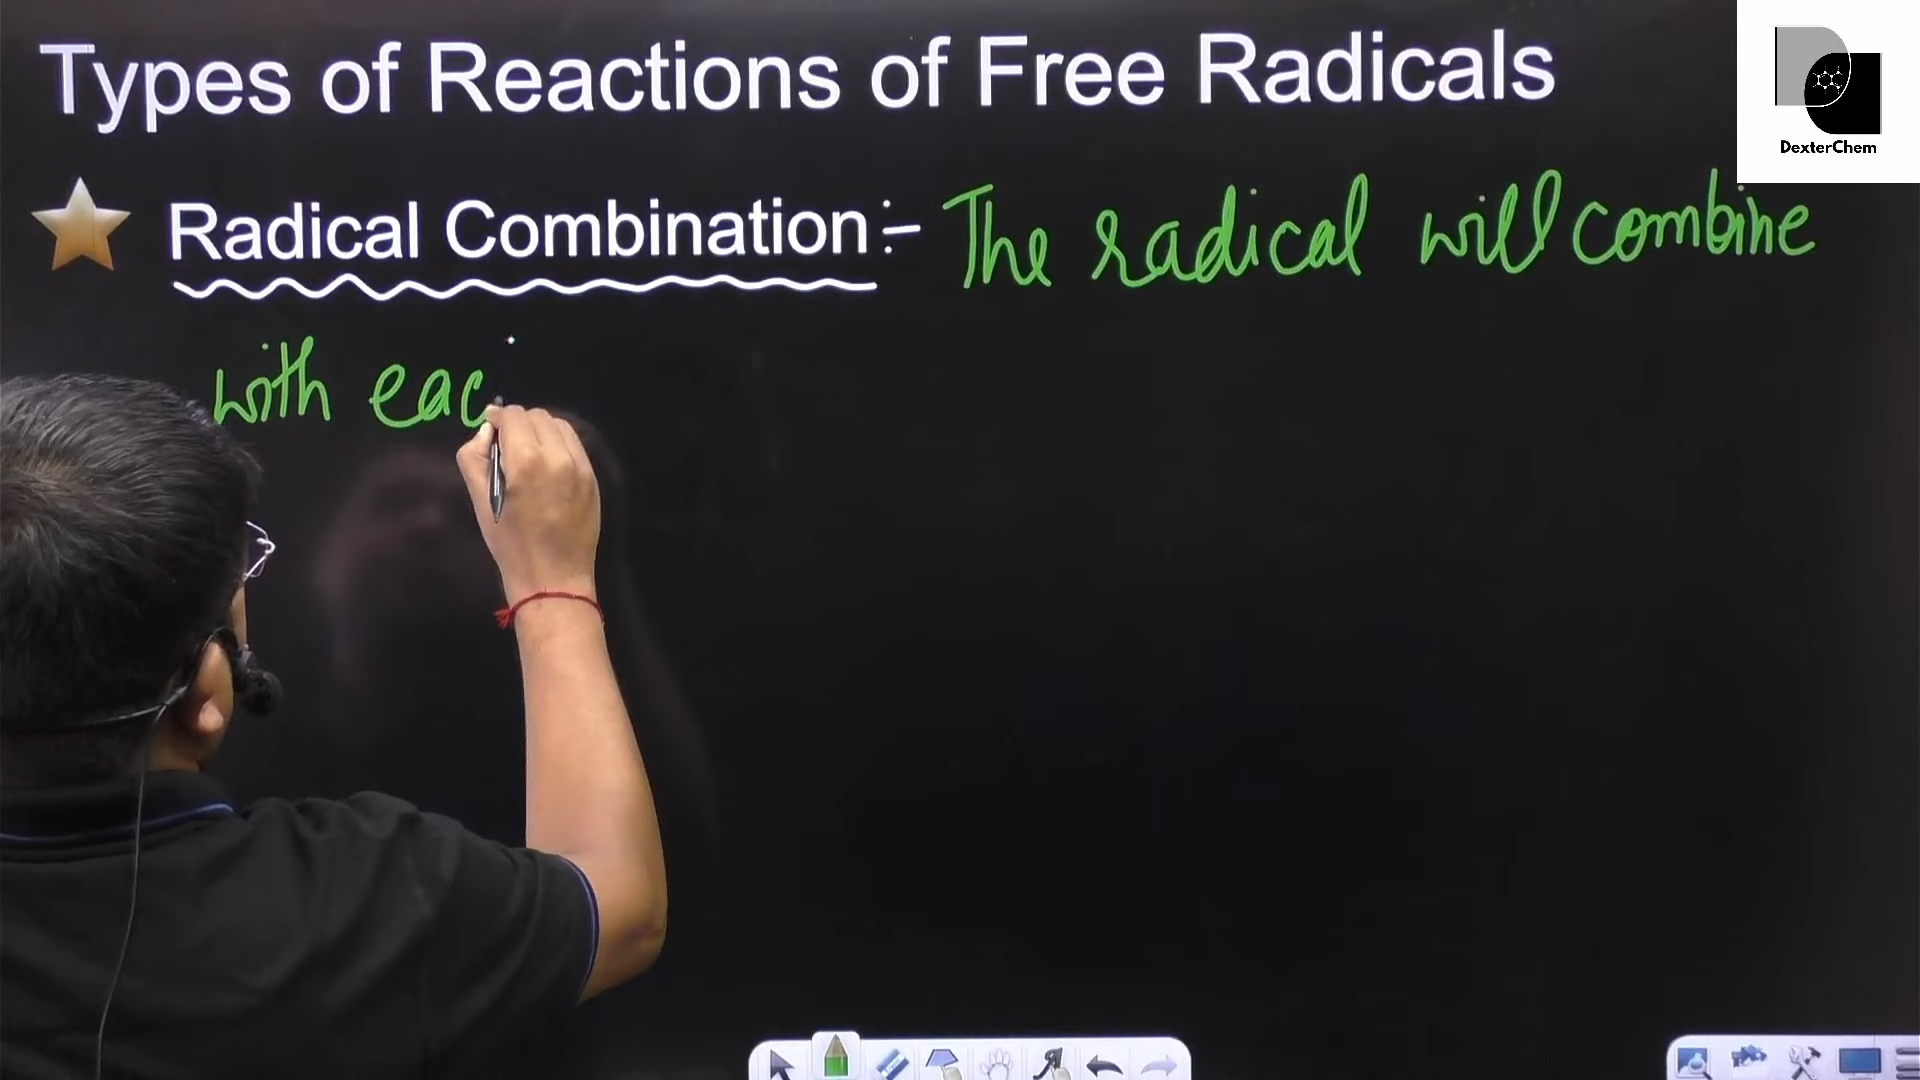 Types of Reactions of Free Radicals
DexterChem
Radical Combination :- The radical will combine
with eac